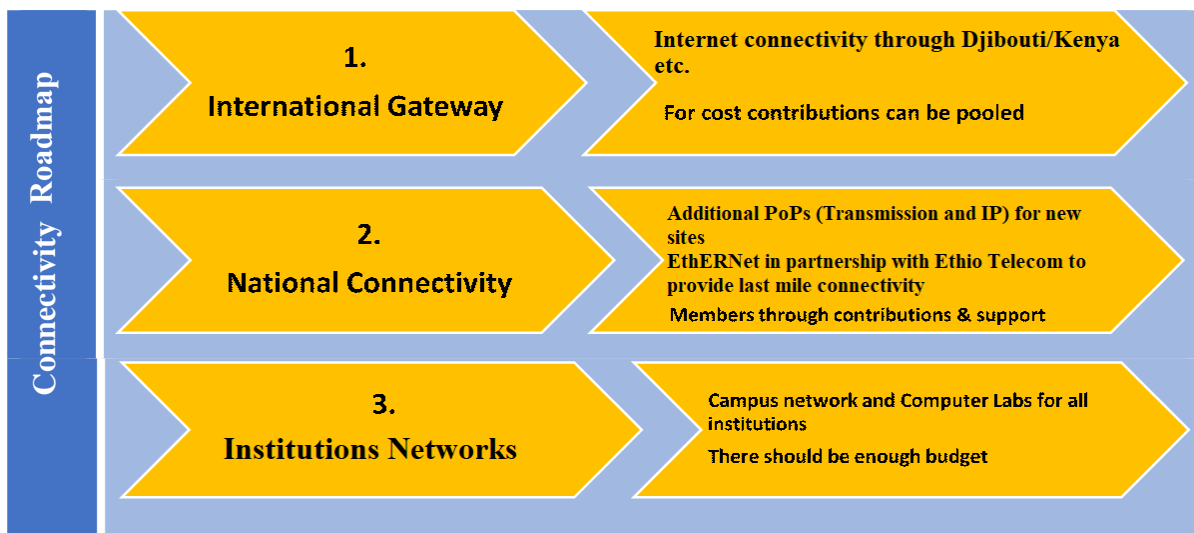 Connectivity Roadmap
1.
International Gateway
Internet connectivity through Djibouti/Kenya
etc.
For cost contributions can be pooled
2.
National Connectivity
Additional PoPs (Transmission and IP) for new
sites
EthERNet in partnership with Ethio Telecom to
provide last mile connectivity
Members through contributions & support
3.
Institutions Networks
Campus network and Computer Labs for all
institutions
There should be enough budget